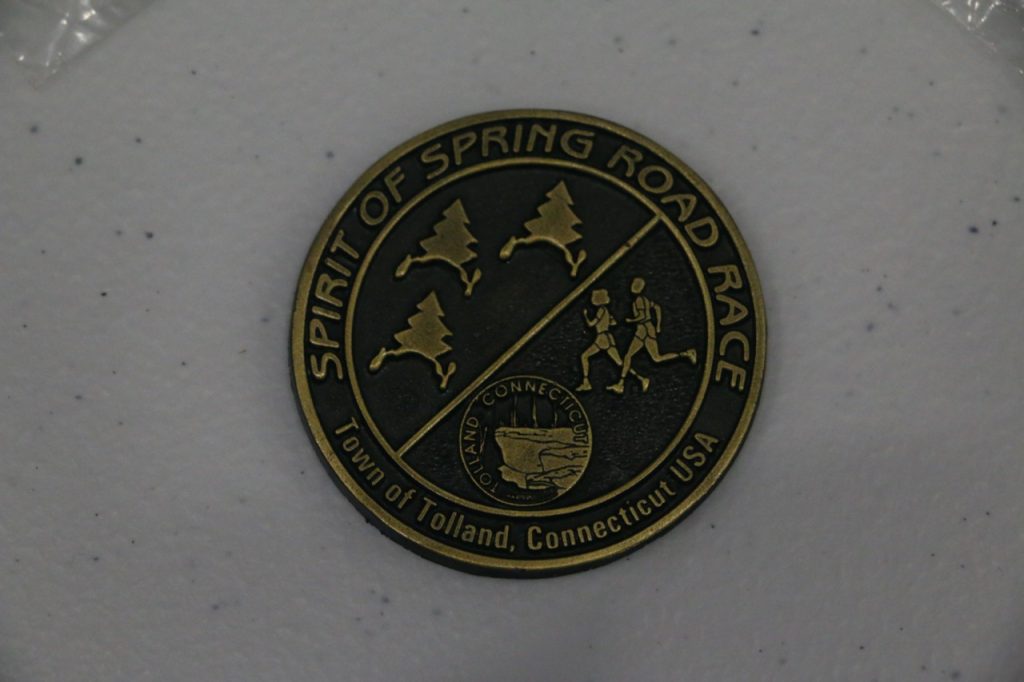 SPIRIT OF SPRING ROAD RACE
TOLLAND CONNECTICUT
Town of Tolland, Connecticut USA